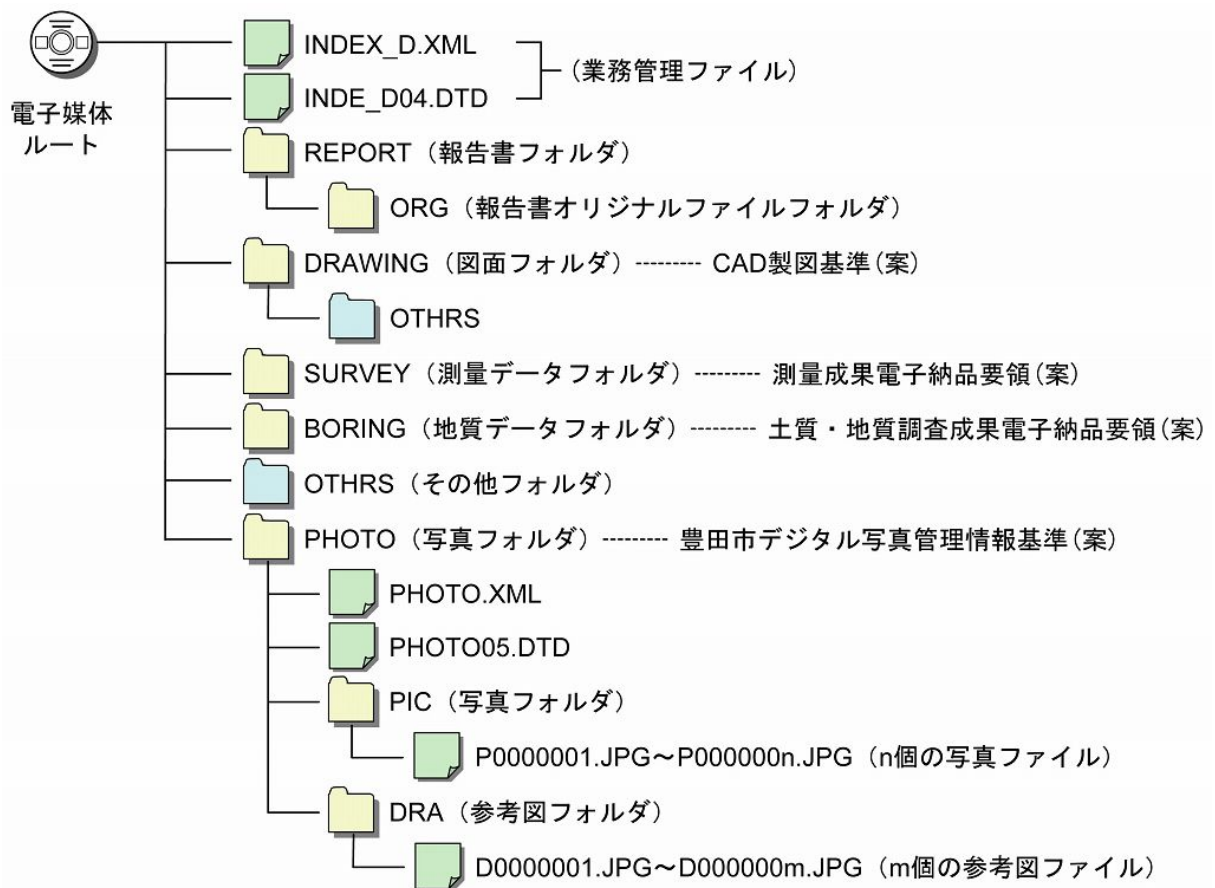 INDEX_D.XML
(業務管理ファイル)
INDE_D04.DTD
電子媒体
ルート
REPORT（報告書フォルダ）
ORG（報告書オリジナルファイルフォルダ）
DRAWING（図面フォルダ）--------- CAD製図基準(案)
OTHRS
SURVEY（測量データフォルダ）--------- 測量成果電子納品要領(案)
BORING（地質データフォルダ）--------- 土質・地質調査成果電子納品要領(案)
OTHRS（その他フォルダ）
PHOTO（写真フォルダ）--------- 豊田市デジタル写真管理情報基準(案)
PHOTO.XML
PHOTO05.DTD
PIC（写真フォルダ）
P0000001.JPG～P000000n.JPG（n個の写真ファイル）
DRA（参考図フォルダ）
D0000001.JPG～D000000m.JPG（m個の参考図ファイル）